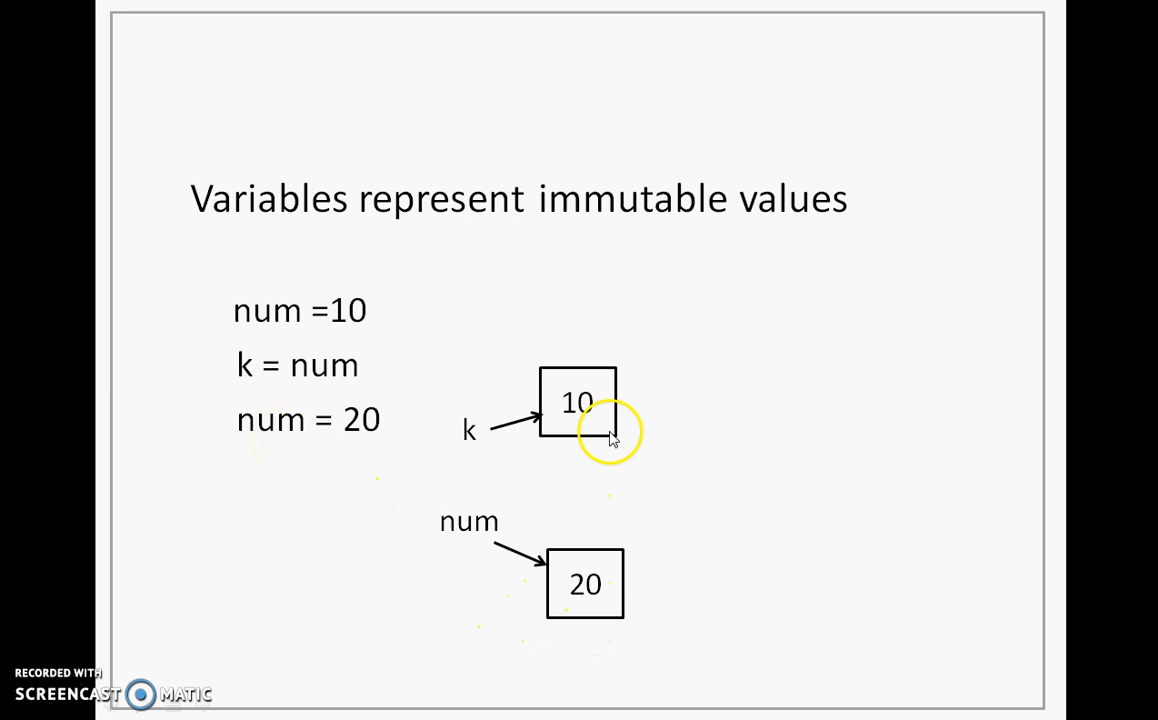 Variables represent immutable values
num =10
k = num
num = 20
10
k
num
20
RECORDED WITH
SCREENCAST MATIC